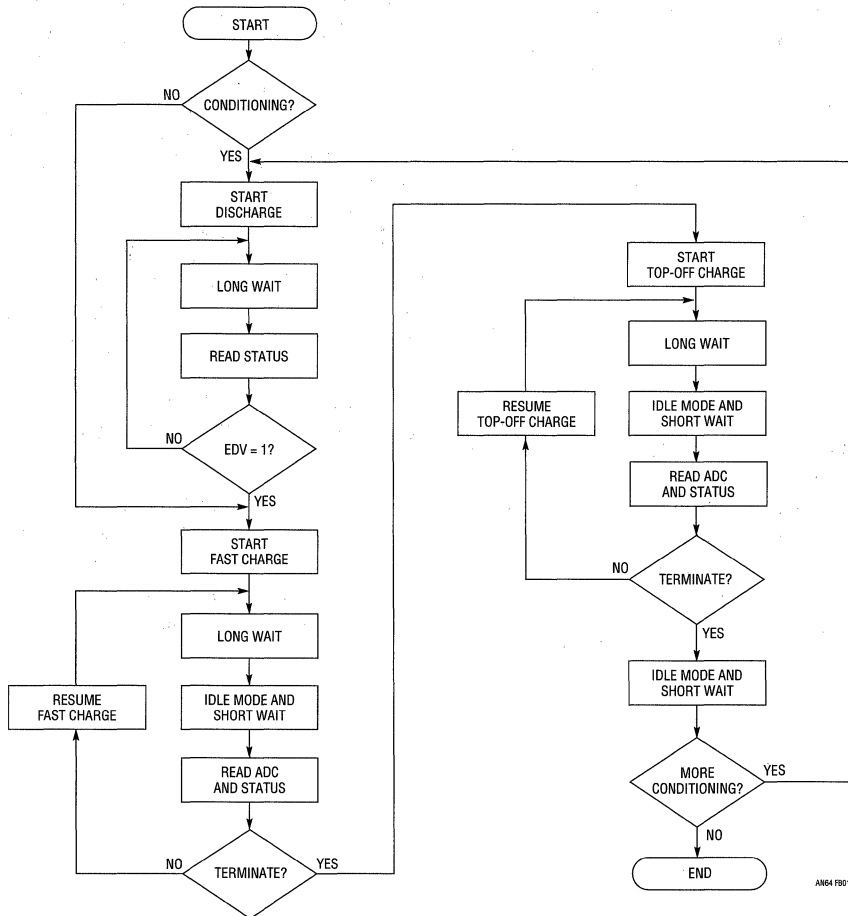 START
NO
CONDITIONING?
YES
START
DISCHARGE
LONG WAIT
READ STATUS
NO
EDV = 1?
YES
START
FAST CHARGE
LONG WAIT
RESUME
FAST CHARGE
IDLE MODE AND
SHORT WAIT
READ ADC
AND STATUS
NO
TERMINATE?
YES
START
TOP-OFF CHARGE
LONG WAIT
RESUME
TOP-OFF CHARGE
IDLE MODE AND
SHORT WAIT
READ ADC
AND STATUS
NO
TERMINATE?
YES
IDLE MODE AND
SHORT WAIT
MORE
CONDITIONING?
YES
NO
END
AN64 FB01